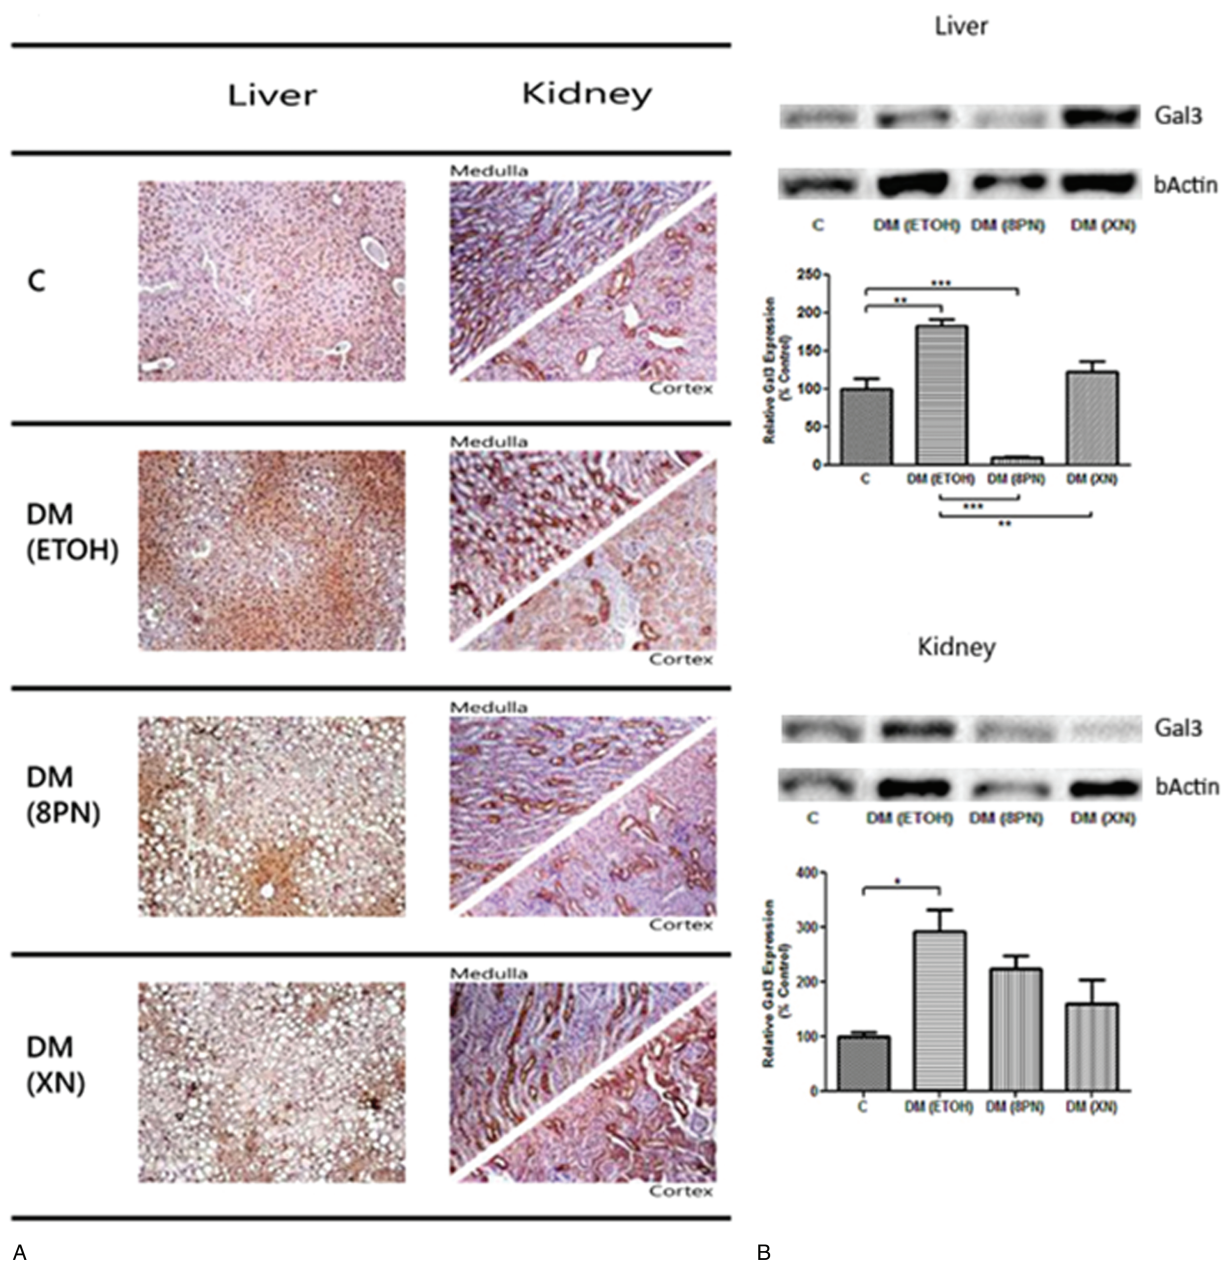 Liver Kidney
Medulla
C
Cortex
Medulla
DM
(ETOH)
Cortex
Medulla
DM
(8PN)
Cortex
Medulla
DM
(XN)
Cortex
A
Liver
Gal3
bActin
C DM (ETOH) DM (8PN) DM (XN)
Relative Gal3 Expression
(% Control)
250
200
150
100
50
0
***
**
C DM (ETOH) DM (8PN) DM (XN)
***
**
Kidney
Gal3
bActin
C DM (ETOH) DM (8PN) DM (XN)
Relative Gal3 Expression
(% Control)
400
300
200
100
0
*
C DM (ETOH) DM (8PN) DM (XN)
B